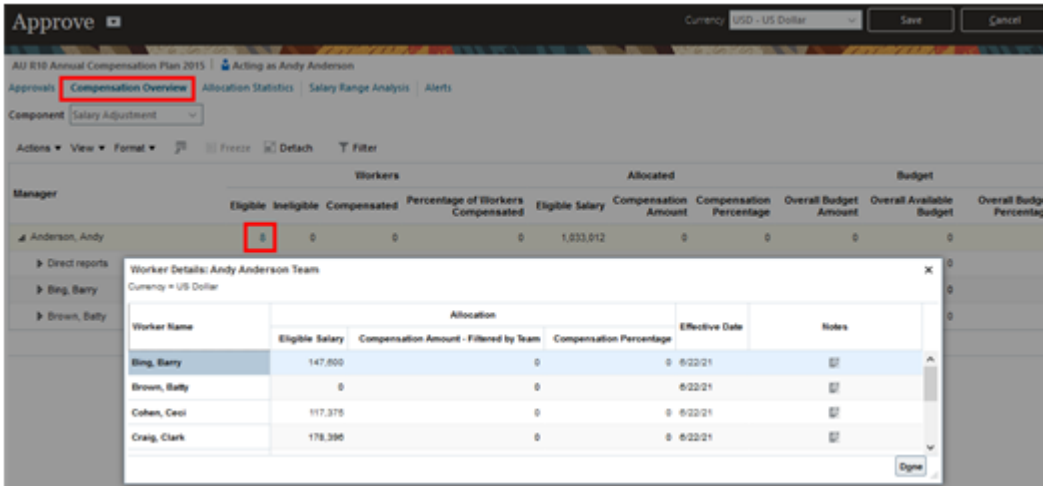 Approve
Currency USD - US Dollar Save Cancel
AU R10 Annual Compensation Plan 2015 Acting as Andy Anderson
Approvals Compensation Overview Allocation Statistics Salary Range Analysis Alerts
Component Salary Adjustment
Actions View Format Freeze Detach Filter
Workers Allocated Budget
Manager Eligible Ineligible Compensated Percentage of Workers Compensated Eligible Salary Compensation Amount Compensation Percentage Overall Budget Amount Overall Available Budget Overall
Anderson, Andy 8 0 0 0 1,033,012 0 0 0 0
Direct reports 0
Bing, Barry 0
Brown, Batty 0
Worker Details: Andy Anderson Team
Currency = US Dollar
Allocation
Worker Name Eligible Salary Compensation Amount - Filtered by Team Compensation Percentage Effective Date Notes
Bing, Barry 147,600 0 0 6/22/21
Brown, Batty 0 0 6/22/21
Cohen, Ceci 117,375 0 0 6/22/21
Craig, Clark 178,396 0 0 6/22/21
Done